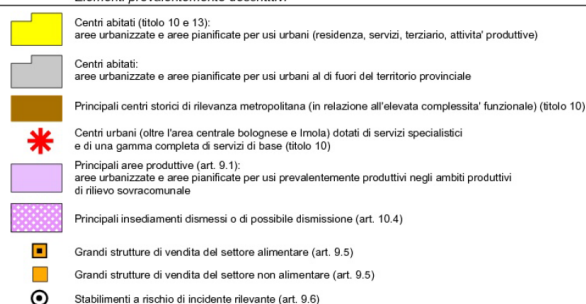 Elementi prevalentemente descrittivi
Centri abitati (titolo 10 e 13):
aree urbanizzate e aree pianificate per usi urbani (residenza, servizi, terziario, attivita' produttive)
Centri abitati:
aree urbanizzate e aree pianificate per usi urbani al di fuori del territorio provinciale
Principali centri storici di rilevanza metropolitana (in relazione all'elevata complessita' funzionale) (titolo 10)
Centri urbani (oltre l'area centrale bolognese e Imola) dotati di servizi specialistici
e di una gamma completa di servizi di base (titolo 10)
Principali aree produttive (art. 9.1):
aree urbanizzate e aree pianificate per usi prevalentemente produttivi negli ambiti produttivi
di rilievo sovracomunale
Principali insediamenti dismessi o di possibile dismissione (art. 10.4)
Grandi strutture di vendita del settore alimentare (art. 9.5)
Grandi strutture di vendita del settore non alimentare (art. 9.5)
Stabilimenti a rischio di incidente rilevante (art. 9.6)